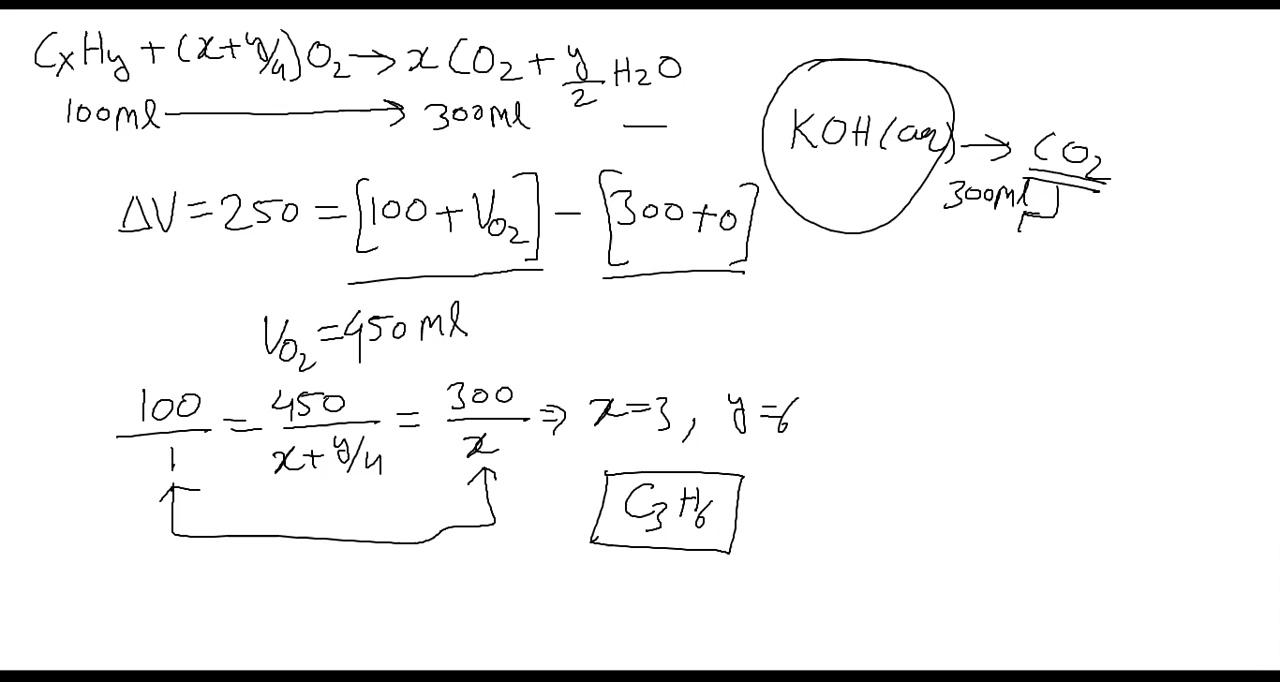 CxHy + (x+y/4)O2 → x CO2 + y/2 H2O
100ml → 300ml —
KOH(aq) → CO2
300ml
ΔV = 250 = [100 + VO2] - [300+0]
VO2 = 450 ml
100/1 = 450/(x+y/4) = 300/x ⇒ x=3, y=6
C3H6